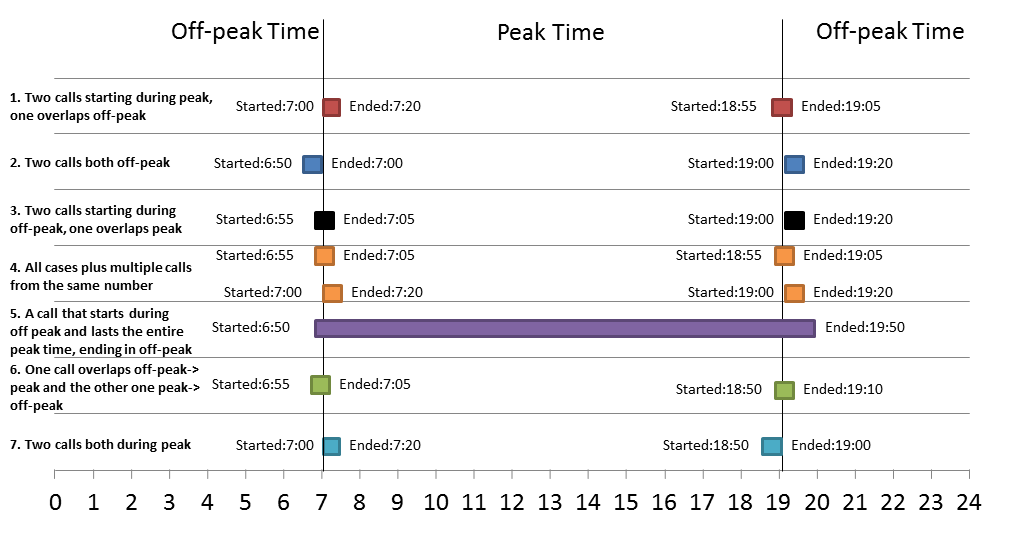 Off-peak Time
Peak Time
Off-peak Time
1. Two calls starting during peak,
one overlaps off-peak
Started:7:00
Ended:7:20
Started:18:55
Ended:19:05
2. Two calls both off-peak
Started:6:50
Ended:7:00
Started:19:00
Ended:19:20
3. Two calls starting during
off-peak, one overlaps peak
Started:6:55
Ended:7:05
Started:19:00
Ended:19:20
4. All cases plus multiple calls
from the same number
Started:6:55
Ended:7:05
Started:18:55
Ended:19:05
Started:7:00
Ended:7:20
Started:19:00
Ended:19:20
5. A call that starts during
off peak and lasts the entire
peak time, ending in off-peak
Started:6:50
Ended:19:50
6. One call overlaps off-peak->
peak and the other one peak->
off-peak
Started:6:55
Ended:7:05
Started:18:50
Ended:19:10
7. Two calls both during peak
Started:7:00
Ended:7:20
Started:18:50
Ended:19:00
0 1 2 3 4 5 6 7 8 9 10 11 12 13 14 15 16 17 18 19 20 21 22 23 24